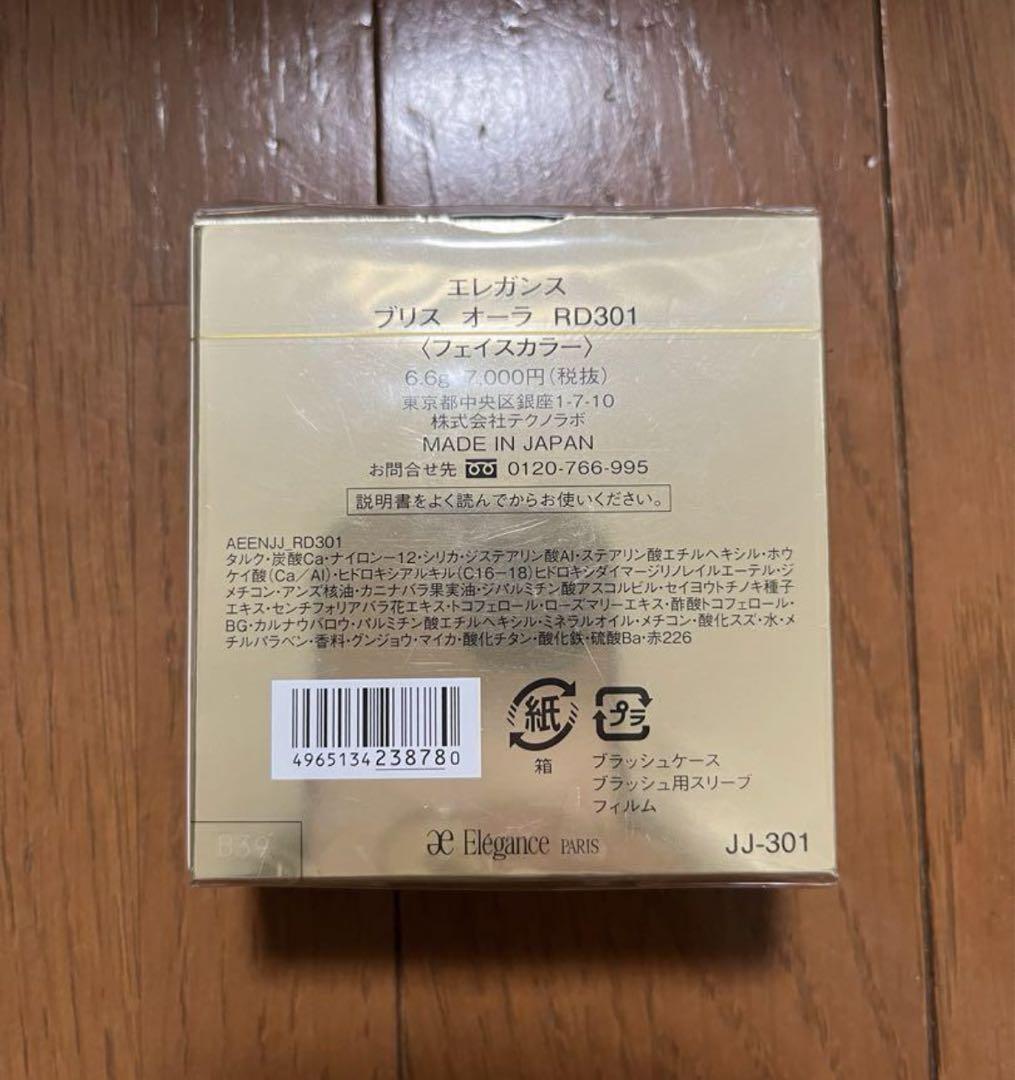 エレガンス
ブリス オーラ RD301
〈フェイスカラー〉
6.6g 7,000円(税抜)
東京都中央区銀座1-7-10
株式会社テクノラボ
MADE IN JAPAN
お問合せ先 0120-766-995
説明書をよく読んでからお使いください。
AEENJJ_RD301
タルク・炭酸Ca・ナイロン−12・シリカ・ジステアリン酸Al・ステアリン酸エチルヘキシル・ホウ
ケイ酸(Ca/Al)・ヒドロキシアルキル(C16−18)ヒドロキシダイマージリノレイルエーテル・ジ
メチコン・アンズ核油・カニナバラ果実油・ジパルミチン酸アスコルビル・セイヨウトチノキ種子
エキス・センチフォリアバラ花エキス・トコフェロール・ローズマリーエキス・酢酸トコフェロール・
BG・カルナウバロウ・パルミチン酸エチルヘキシル・ミネラルオイル・メチコン・酸化スズ・水・メ
チルパラベン・香料・グンジョウ・マイカ・酸化チタン・酸化鉄・硫酸Ba・赤226
4965134238780
紙
箱
プラ
ブラッシュケース
ブラッシュ用スリーブ
フィルム
B39
æ Elégance PARIS
JJ-301